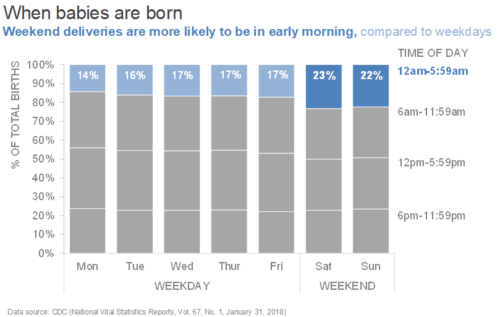 When babies are born
Weekend deliveries are more likely to be in early morning, compared to weekdays
TIME OF DAY
100%
90%
80%
70%
60%
50%
40%
30%
20%
10%
0%
% OF TOTAL BIRTHS
14% 16% 17% 17% 17% 23% 22%
12am-5:59am
6am-11:59am
12pm-5:59pm
6pm-11:59pm
Mon Tue Wed Thur Fri Sat Sun
WEEKDAY WEEKEND
Data source: CDC (National Vital Statistics Reports, Vol. 67, No. 1, January 31, 2018)